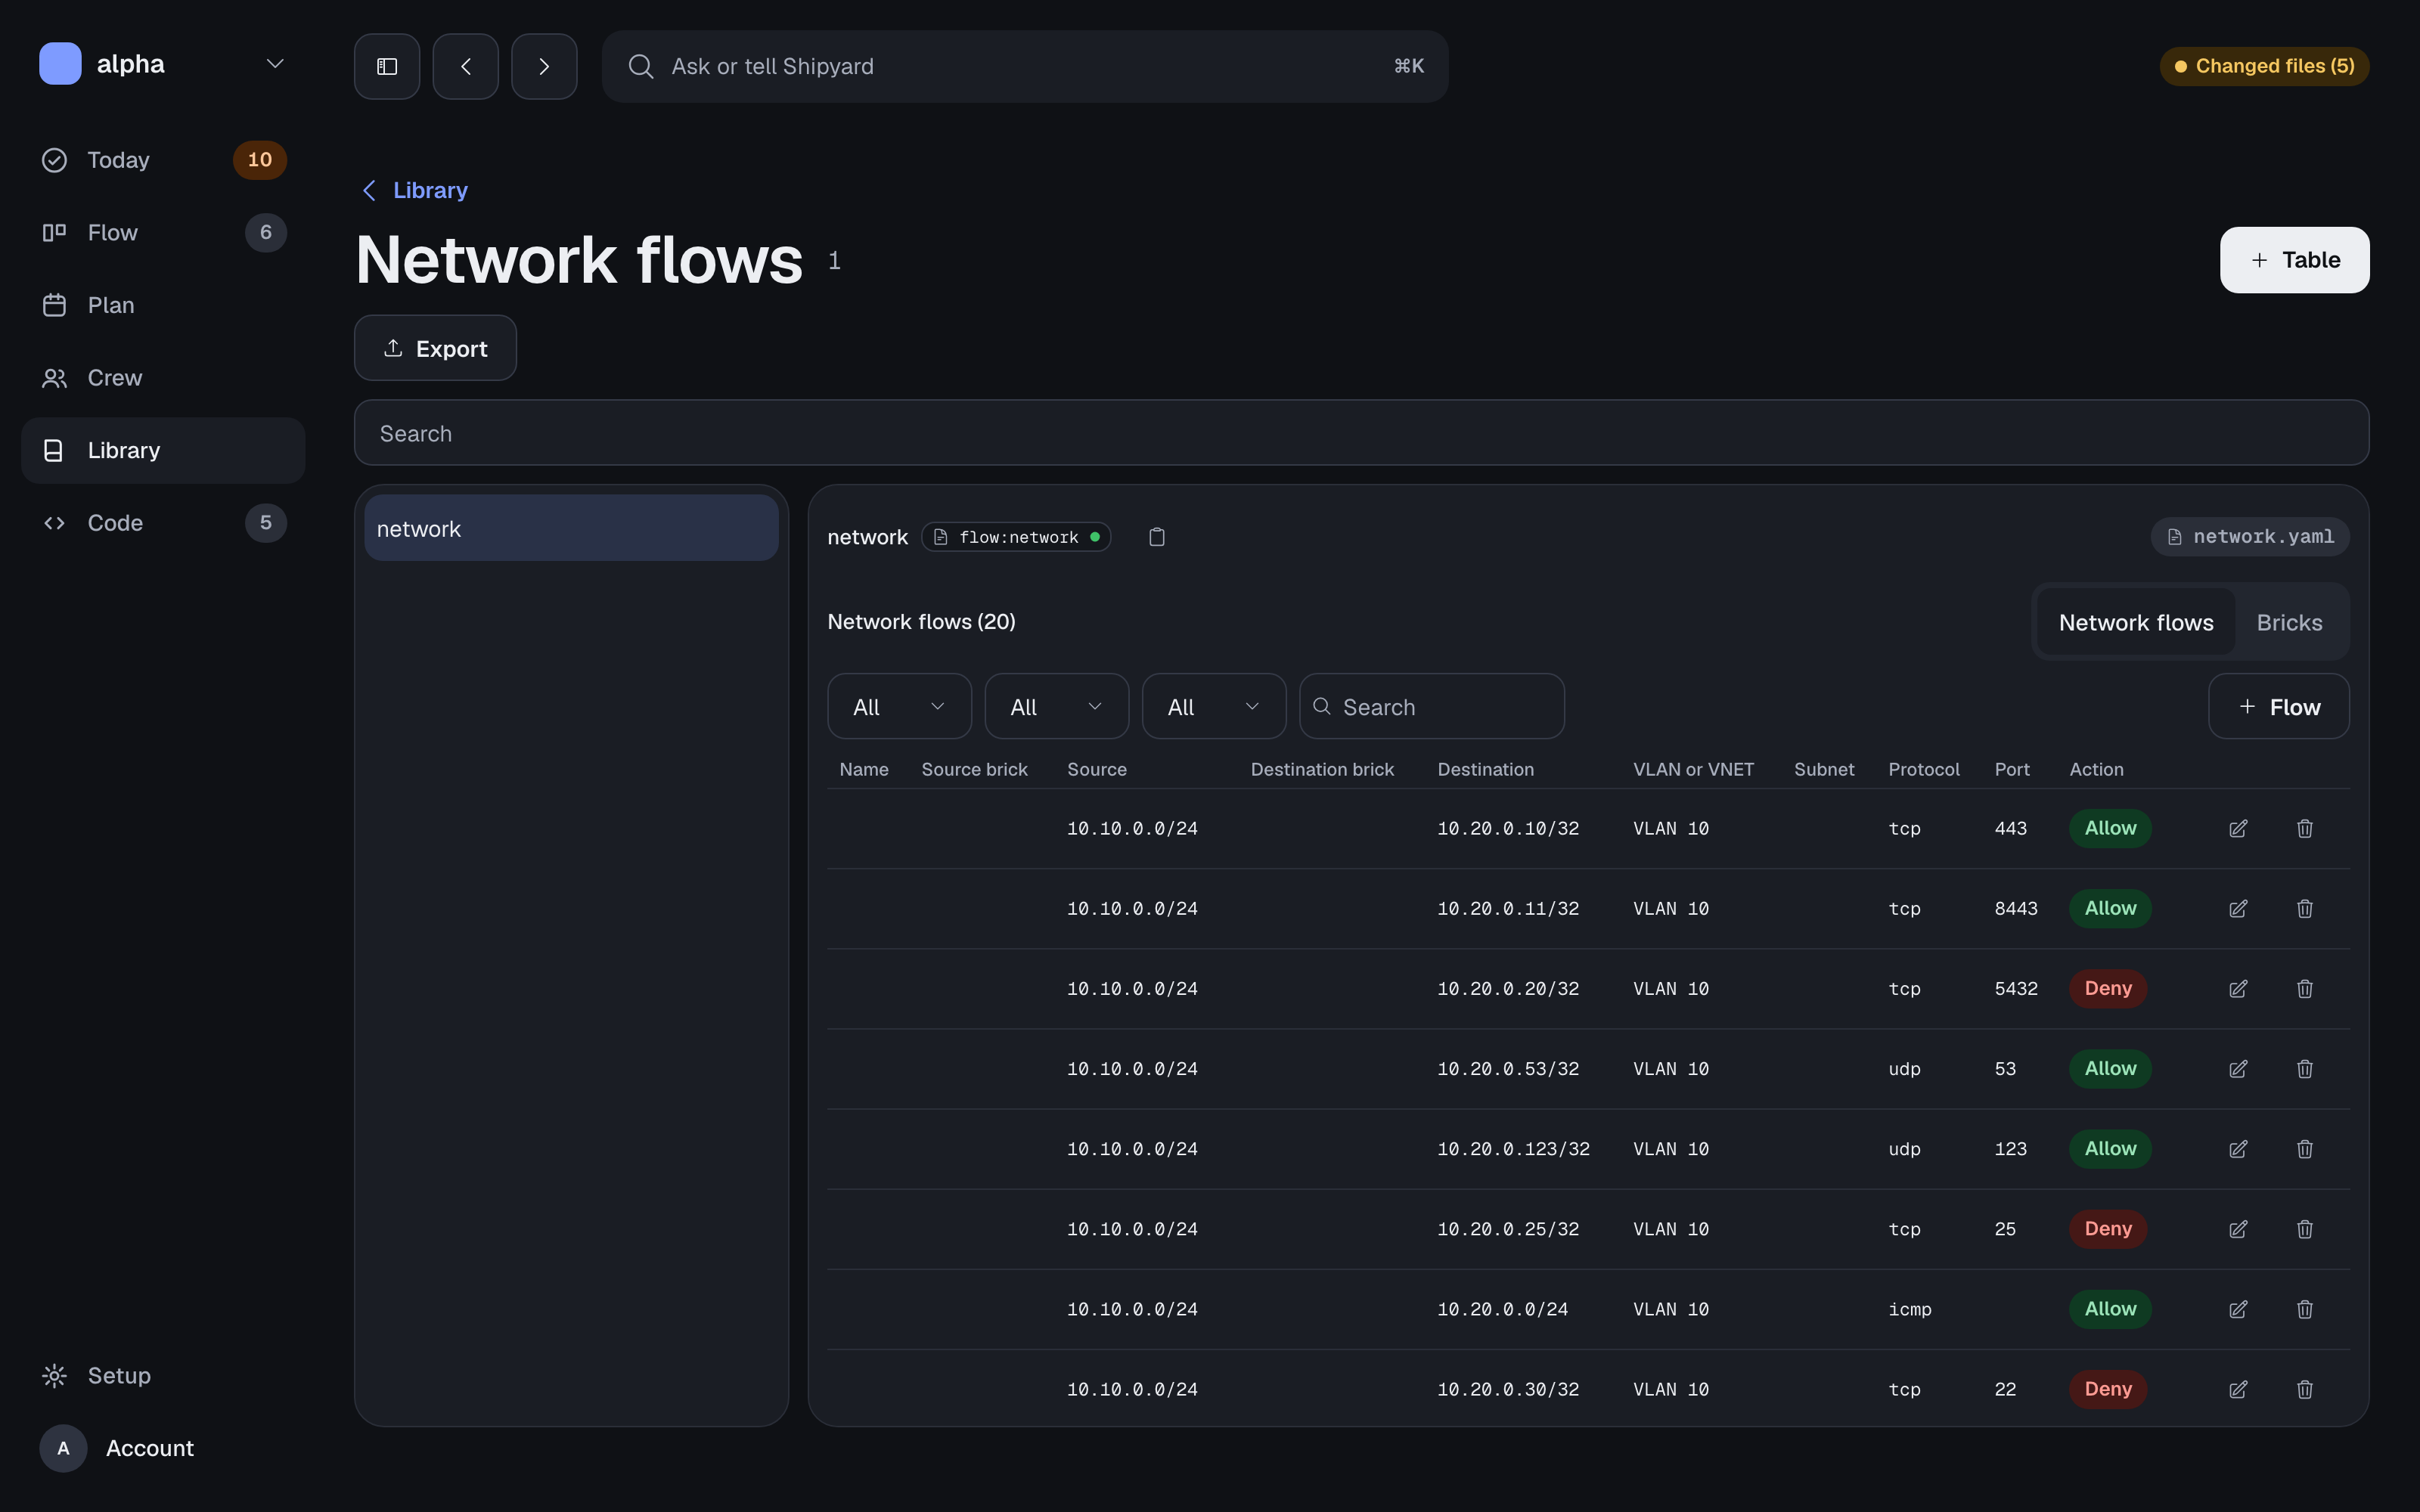 alpha
Ask or tell Shipyard ⌘K
Changed files (5)
Today 10
Flow 6
Plan
Crew
Library
Code 5
Setup
A Account
Library
Network flows 1
+ Table
Export
Search
network
network flow:network
network.yaml
Network flows (20)
Network flows Bricks
All All All Search
+ Flow
Name Source brick Source Destination brick Destination VLAN or VNET Subnet Protocol Port Action
10.10.0.0/24 10.20.0.10/32 VLAN 10 tcp 443 Allow
10.10.0.0/24 10.20.0.11/32 VLAN 10 tcp 8443 Allow
10.10.0.0/24 10.20.0.20/32 VLAN 10 tcp 5432 Deny
10.10.0.0/24 10.20.0.53/32 VLAN 10 udp 53 Allow
10.10.0.0/24 10.20.0.123/32 VLAN 10 udp 123 Allow
10.10.0.0/24 10.20.0.25/32 VLAN 10 tcp 25 Deny
10.10.0.0/24 10.20.0.0/24 VLAN 10 icmp Allow
10.10.0.0/24 10.20.0.30/32 VLAN 10 tcp 22 Deny